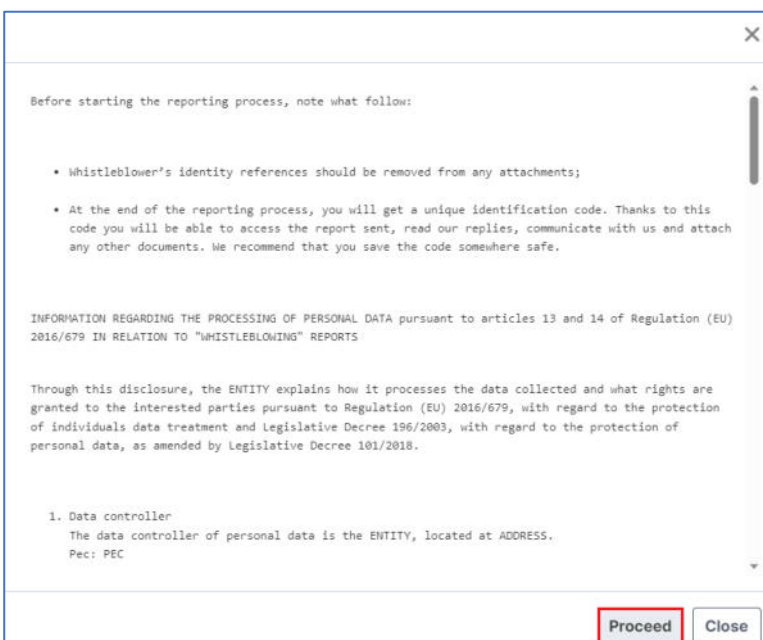 Before starting the reporting process, note what follow:
• Whistleblower's identity references should be removed from any attachments;
• At the end of the reporting process, you will get a unique identification code. Thanks to this
code you will be able to access the report sent, read our replies, communicate with us and attach
any other documents. We recommend that you save the code somewhere safe.
INFORMATION REGARDING THE PROCESSING OF PERSONAL DATA pursuant to articles 13 and 14 of Regulation (EU)
2016/679 IN RELATION TO "WHISTLEBLOWING" REPORTS
Through this disclosure, the ENTITY explains how it processes the data collected and what rights are
granted to the interested parties pursuant to Regulation (EU) 2016/679, with regard to the protection
of individuals data treatment and Legislative Decree 196/2003, with regard to the protection of
personal data, as amended by Legislative Decree 101/2018.
1. Data controller
The data controller of personal data is the ENTITY, located at ADDRESS.
Pec: PEC
Proceed Close